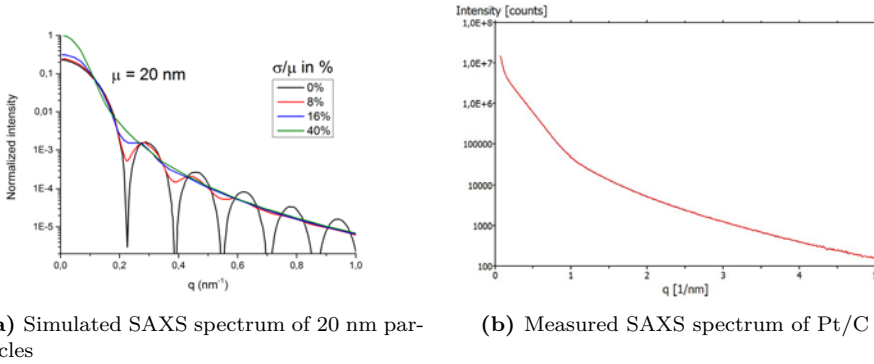 Intensity [counts]
1,0E+8
1,0E+7
1,0E+6
100000
10000
1000
100
0
1
2
3
4
5
q [1/nm]
1
0,1
0,01
1E-3
1E-4
1E-5
Normalized intensity
μ = 20 nm
σ/μ in %
0%
8%
16%
40%
0,0
0,2
0,4
0,6
0,8
1,0
q (nm⁻¹)
a) Simulated SAXS spectrum of 20 nm par-
cles
(b) Measured SAXS spectrum of Pt/C